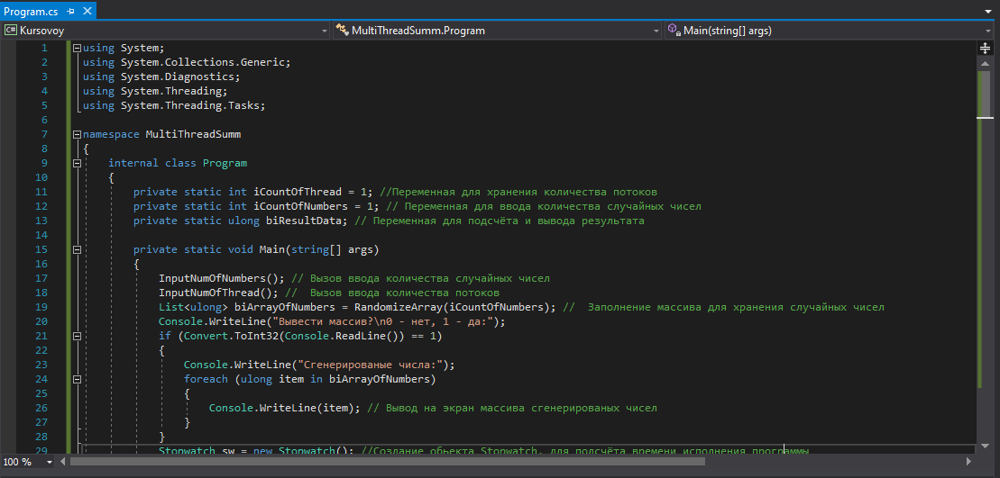 Program.cs
Kursovoy MultiThreadSumm.Program Main(string[] args)
1 using System;
2 using System.Collections.Generic;
3 using System.Diagnostics;
4 using System.Threading;
5 using System.Threading.Tasks;
6
7 namespace MultiThreadSumm
8 {
9 internal class Program
10 {
11 private static int iCountOfThread = 1; //Переменная для хранения количества потоков
12 private static int iCountOfNumbers = 1; // Переменная для ввода количества случайных чисел
13 private static ulong biResultData; // Переменная для подсчёта и вывода результата
14
15 private static void Main(string[] args)
16 {
17 InputNumOfNumbers(); // Вызов ввода количества случайных чисел
18 InputNumOfThread(); //  Вызов ввода количества потоков
19 List<ulong> biArrayOfNumbers = RandomizeArray(iCountOfNumbers); //  Заполнение массива для хранения случайных чисел
20 Console.WriteLine("Вывести массив?\n0 - нет, 1 - да:");
21 if (Convert.ToInt32(Console.ReadLine()) == 1)
22 {
23 Console.WriteLine("Сгенерированые числа:");
24 foreach (ulong item in biArrayOfNumbers)
25 {
26 Console.WriteLine(item); // Вывод на экран массива сгенерированых чисел
27 }
28 }
29 Stopwatch sw = new Stopwatch(); //Создание обьекта Stopwatch, для подсчёта времени исполнения программы
100 %